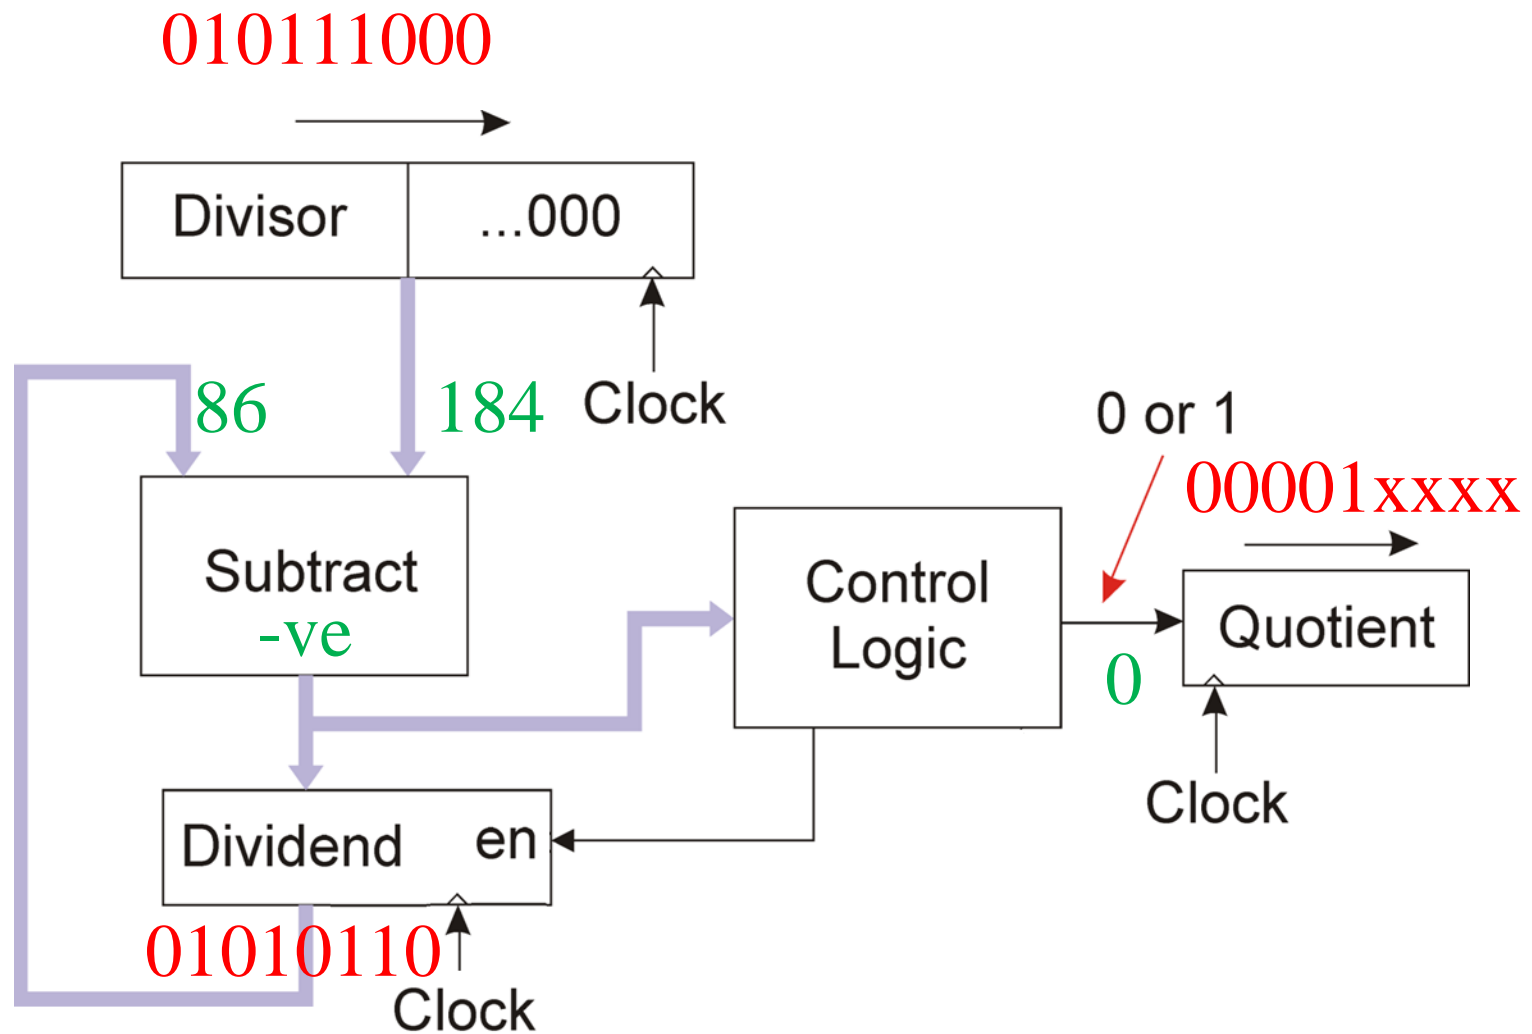 010111000
Divisor ...000
86 184 Clock
0 or 1
00001xxxx
Subtract
-ve
Control
Logic
Quotient
0
Clock
Dividend en
01010110
Clock